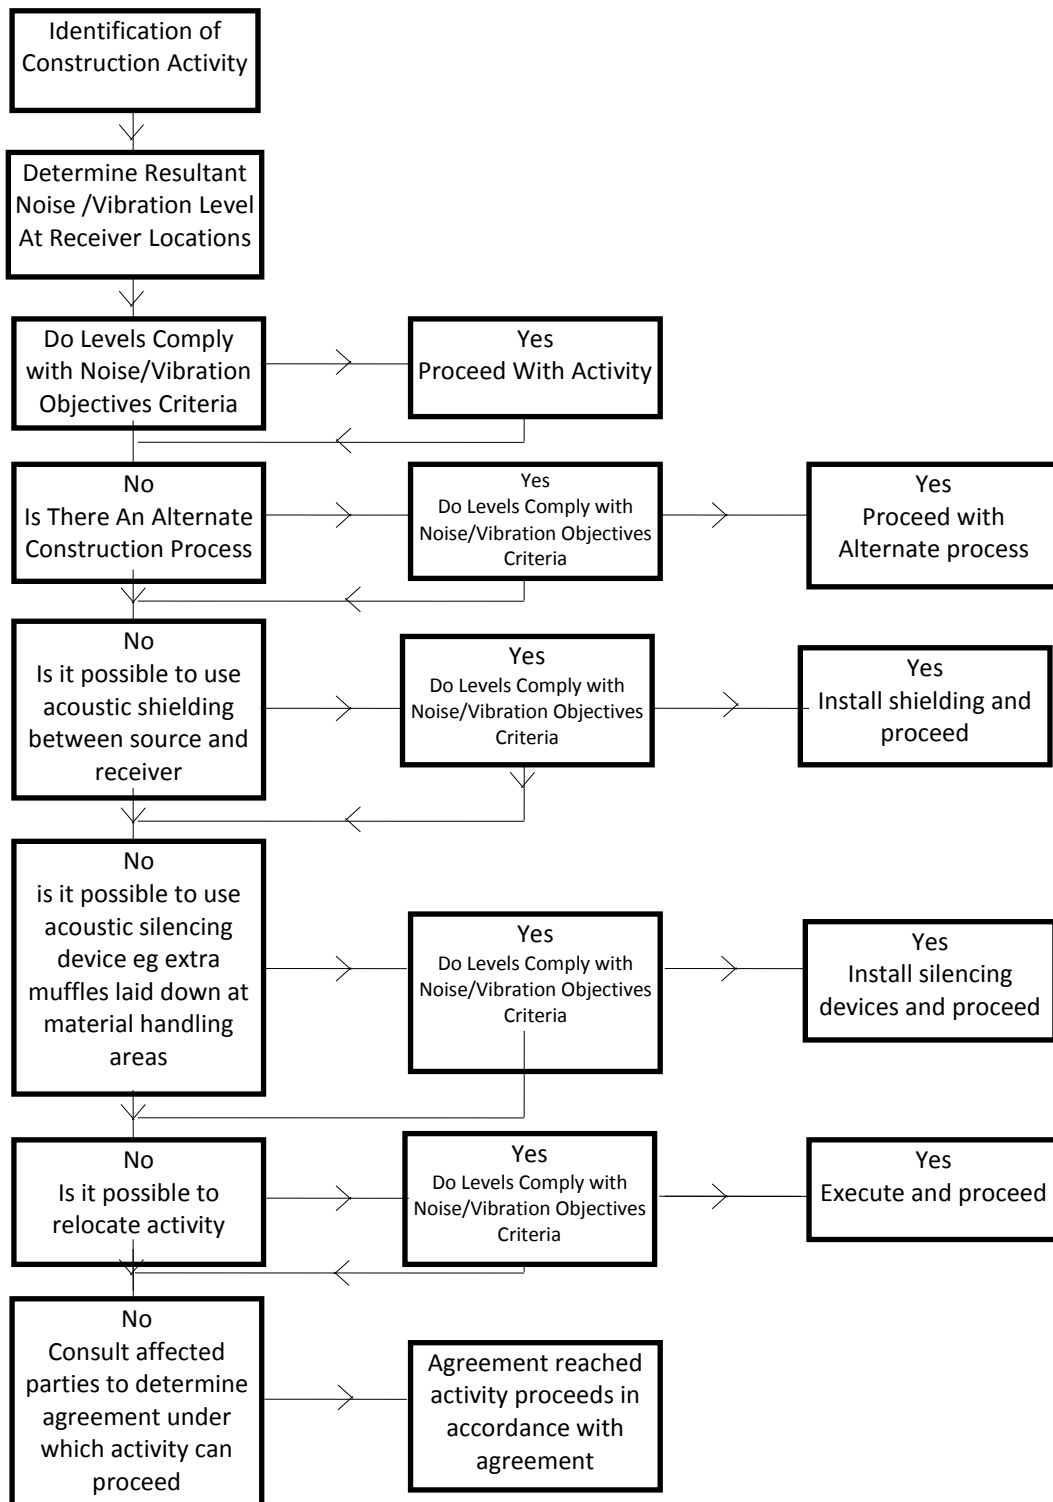 Identification of
Construction Activity
Determine Resultant
Noise /Vibration Level
At Receiver Locations
Do Levels Comply
with Noise/Vibration
Objectives Criteria
Yes
Proceed With Activity
No
Is There An Alternate
Construction Process
Yes
Do Levels Comply with
Noise/Vibration Objectives
Criteria
Yes
Proceed with
Alternate process
No
Is it possible to use
acoustic shielding
between source and
receiver
Yes
Do Levels Comply with
Noise/Vibration Objectives
Criteria
Yes
Install shielding and
proceed
No
is it possible to use
acoustic silencing
device eg extra
muffles laid down at
material handling
areas
Yes
Do Levels Comply with
Noise/Vibration Objectives
Criteria
Yes
Install silencing
devices and proceed
No
Is it possible to
relocate activity
Yes
Do Levels Comply with
Noise/Vibration Objectives
Criteria
Yes
Execute and proceed
No
Consult affected
parties to determine
agreement under
which activity can
proceed
Agreement reached
activity proceeds in
accordance with
agreement